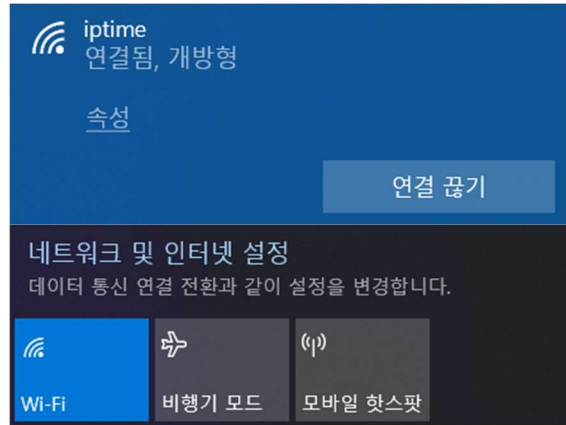 iptime
연결됨, 개방형
속성
연결 끊기
네트워크 및 인터넷 설정
데이터 통신 연결 전환과 같이 설정을 변경합니다.
Wi-Fi
비행기 모드
모바일 핫스팟